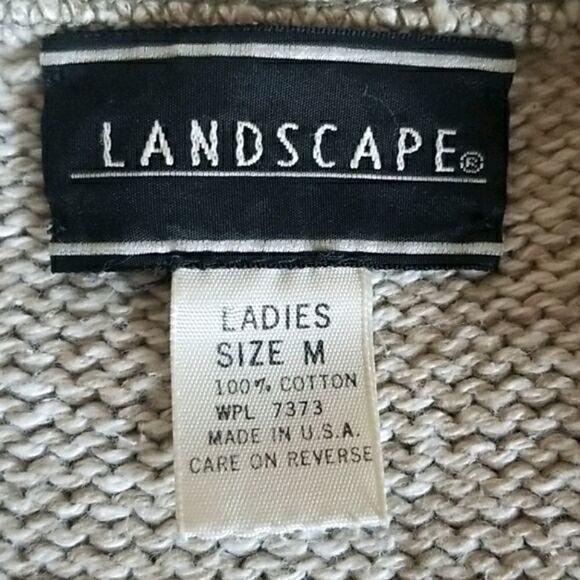 LANDSCAPE®
LADIES
SIZE M
100% COTTON
WPL 7373
MADE IN U.S.A.
CARE ON REVERSE